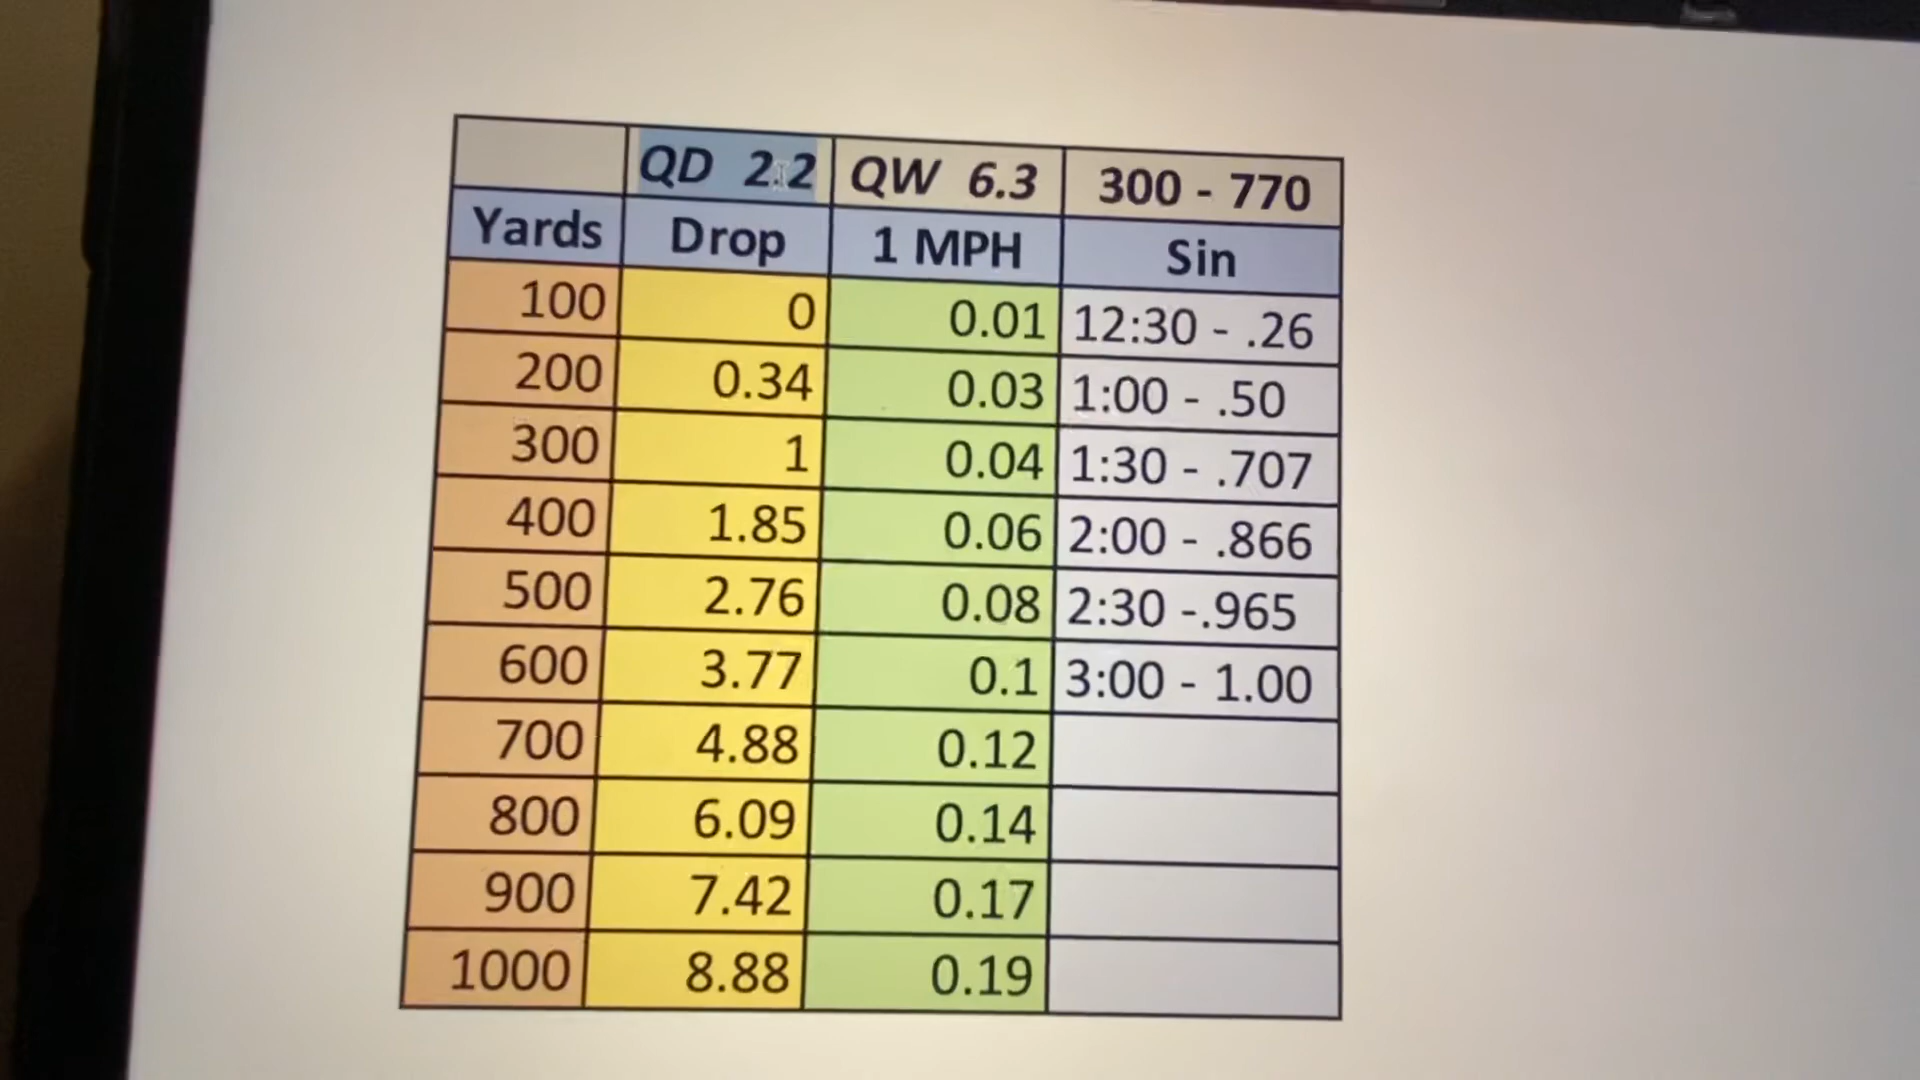 QD 2.2 QW 6.3 300 - 770
Yards Drop 1 MPH Sin
100 0 0.01 12:30 - .26
200 0.34 0.03 1:00 - .50
300 1 0.04 1:30 - .707
400 1.85 0.06 2:00 - .866
500 2.76 0.08 2:30 -.965
600 3.77 0.1 3:00 - 1.00
700 4.88 0.12
800 6.09 0.14
900 7.42 0.17
1000 8.88 0.19